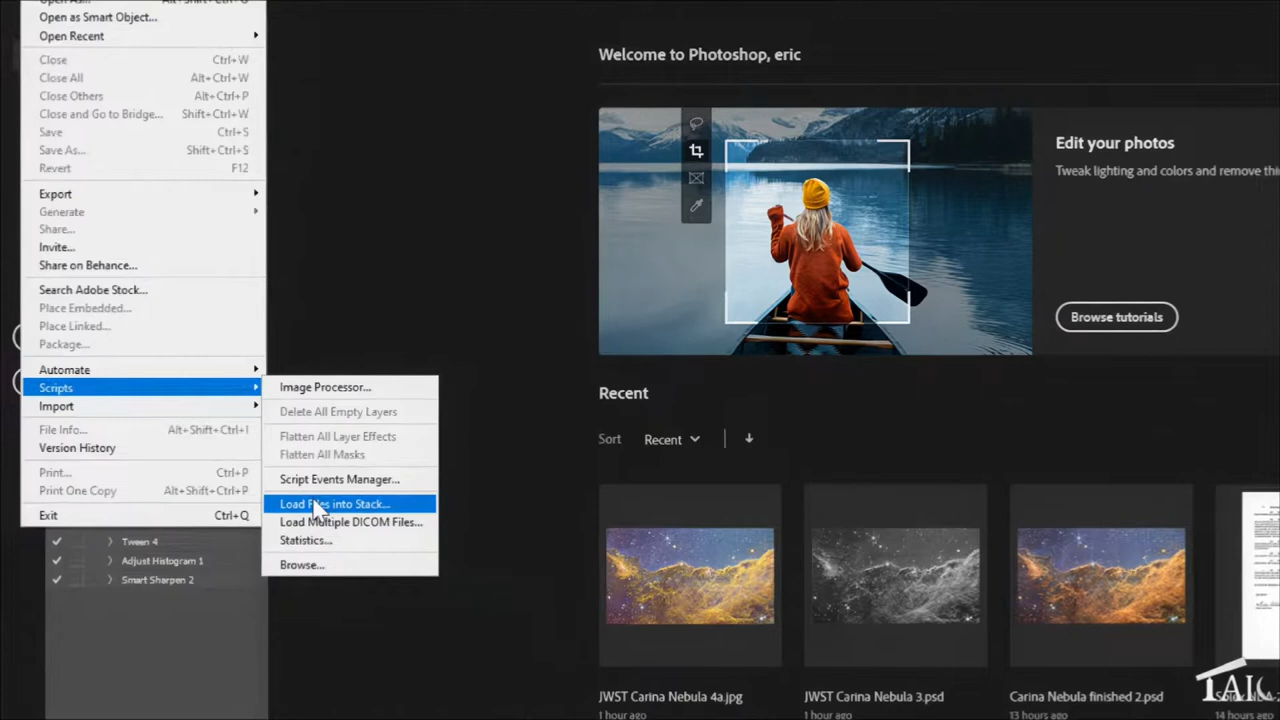 Open as Smart Object...
Open Recent
Close Ctrl+W
Close All Alt+Ctrl+W
Close Others Alt+Ctrl+P
Close and Go to Bridge... Shift+Ctrl+W
Save Ctrl+S
Save As... Shift+Ctrl+S
Revert F12
Export
Generate
Share...
Invite...
Share on Behance...
Search Adobe Stock...
Place Embedded...
Place Linked...
Package...
Automate
Scripts
Import
File Info... Alt+Shift+Ctrl+I
Version History
Print... Ctrl+P
Print One Copy Alt+Shift+Ctrl+P
Exit Ctrl+Q
Image Processor...
Delete All Empty Layers
Flatten All Layer Effects
Flatten All Masks
Script Events Manager...
Load Files into Stack...
Load Multiple DICOM Files...
Statistics...
Browse...
Tween 4
Adjust Histogram 1
Smart Sharpen 2
Welcome to Photoshop, eric
Edit your photos
Tweak lighting and colors and remove
Browse tutorials
Recent
Sort Recent
JWST Carina Nebula 4a.jpg
1 hour ago
JWST Carina Nebula 3.psd
1 hour ago
Carina Nebula finished 2.psd
13 hours ago
14 hours ago
TAIC